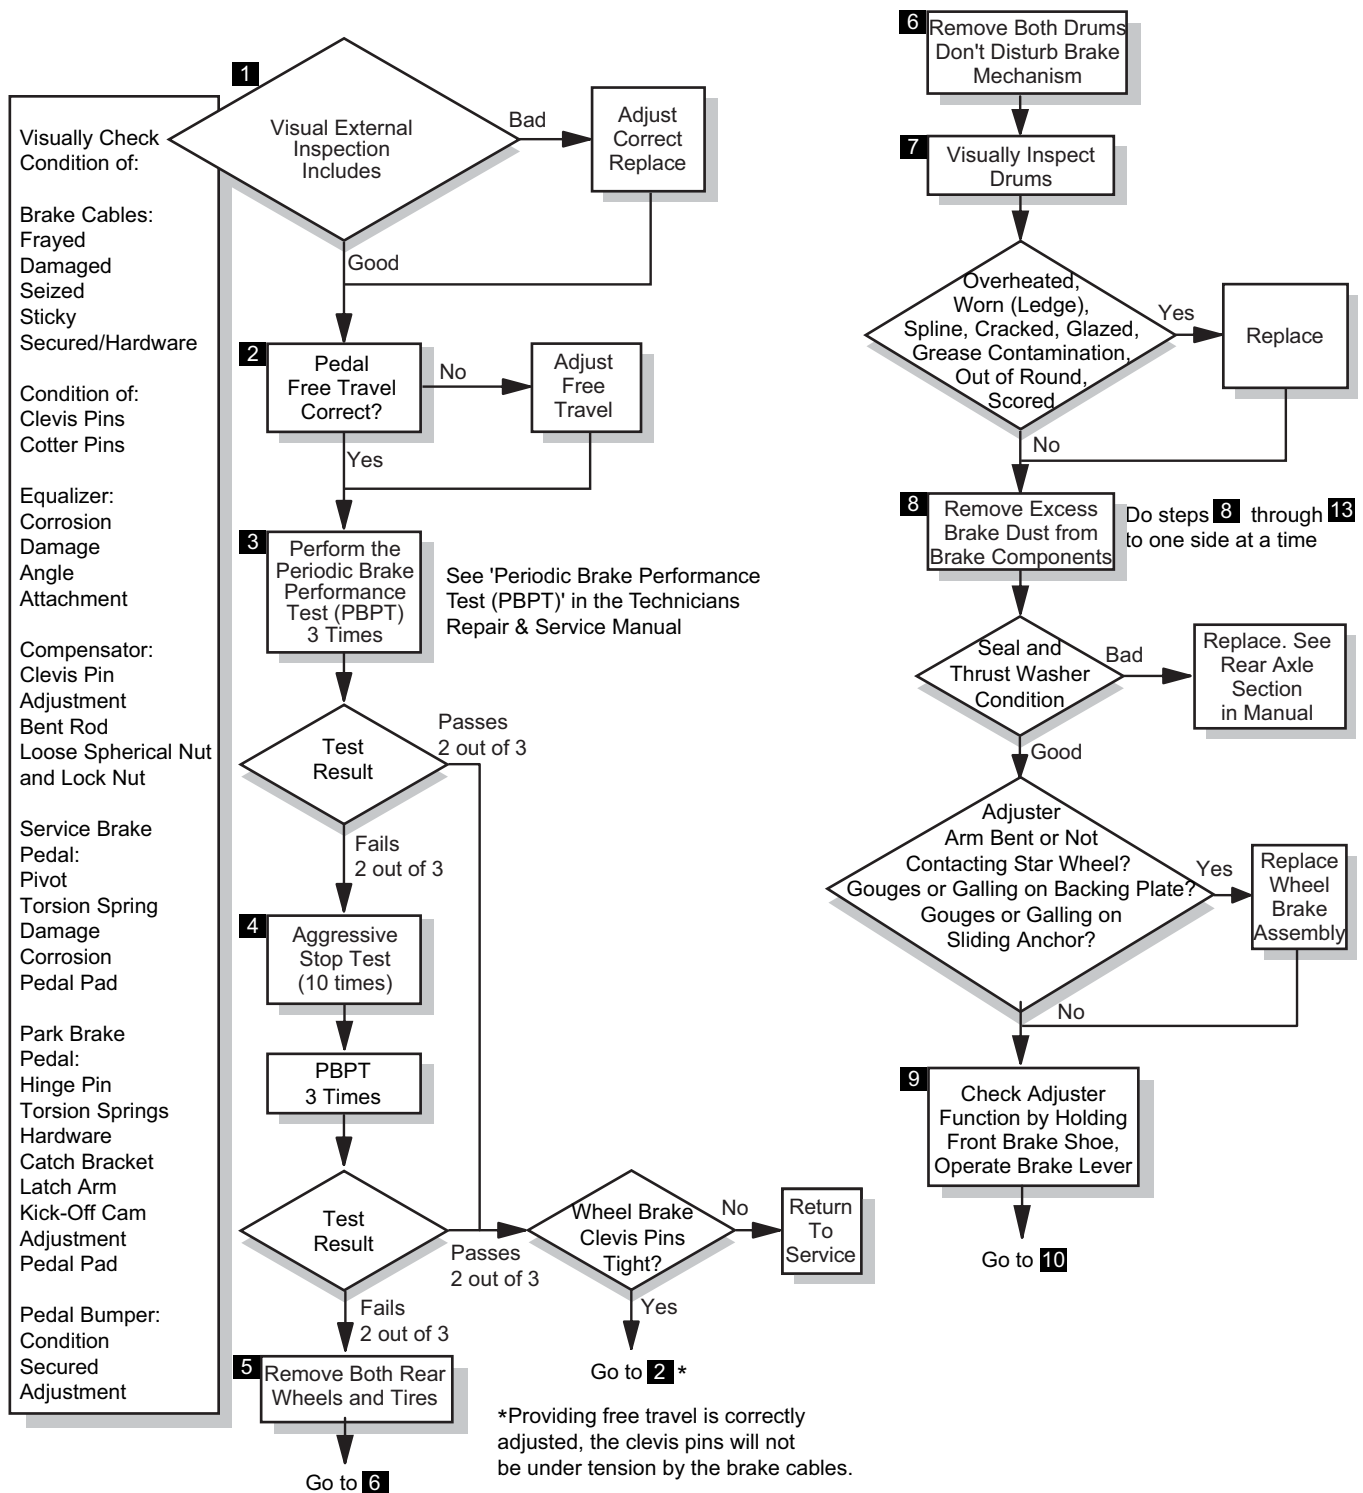 1
Visual External
Inspection
Includes
Bad
Adjust
Correct
Replace
Good
Visually Check
Condition of:
Brake Cables:
Frayed
Damaged
Seized
Sticky
Secured/Hardware
Condition of:
Clevis Pins
Cotter Pins
Equalizer:
Corrosion
Damage
Angle
Attachment
Compensator:
Clevis Pin
Adjustment
Bent Rod
Loose Spherical Nut
and Lock Nut
Service Brake
Pedal:
Pivot
Torsion Spring
Damage
Corrosion
Pedal Pad
Park Brake
Pedal:
Hinge Pin
Torsion Springs
Hardware
Catch Bracket
Latch Arm
Kick-Off Cam
Adjustment
Pedal Pad
Pedal Bumper:
Condition
Secured
Adjustment
2
Pedal
Free Travel
Correct?
No
Adjust
Free
Travel
Yes
3
Perform the
Periodic Brake
Performance
Test (PBPT)
3 Times
See 'Periodic Brake Performance
Test (PBPT)' in the Technicians
Repair & Service Manual
Test
Result
Passes
2 out of 3
Fails
2 out of 3
4
Aggressive
Stop Test
(10 times)
PBPT
3 Times
Test
Result
Passes
2 out of 3
Wheel Brake
Clevis Pins
Tight?
No
Return
To
Service
Yes
Go to 2 *
*Providing free travel is correctly
adjusted, the clevis pins will not
be under tension by the brake cables.
Fails
2 out of 3
5
Remove Both Rear
Wheels and Tires
Go to 6
6
Remove Both Drums
Don't Disturb Brake
Mechanism
7
Visually Inspect
Drums
Overheated,
Worn (Ledge),
Spline, Cracked, Glazed,
Grease Contamination,
Out of Round,
Scored
Yes
Replace
No
8
Remove Excess
Brake Dust from
Brake Components
Do steps 8 through 13
to one side at a time
Seal and
Thrust Washer
Condition
Bad
Replace. See
Rear Axle
Section
in Manual
Good
Adjuster
Arm Bent or Not
Contacting Star Wheel?
Gouges or Galling on Backing Plate?
Gouges or Galling on
Sliding Anchor?
Yes
Replace
Wheel
Brake
Assembly
No
9
Check Adjuster
Function by Holding
Front Brake Shoe,
Operate Brake Lever
Go to 10